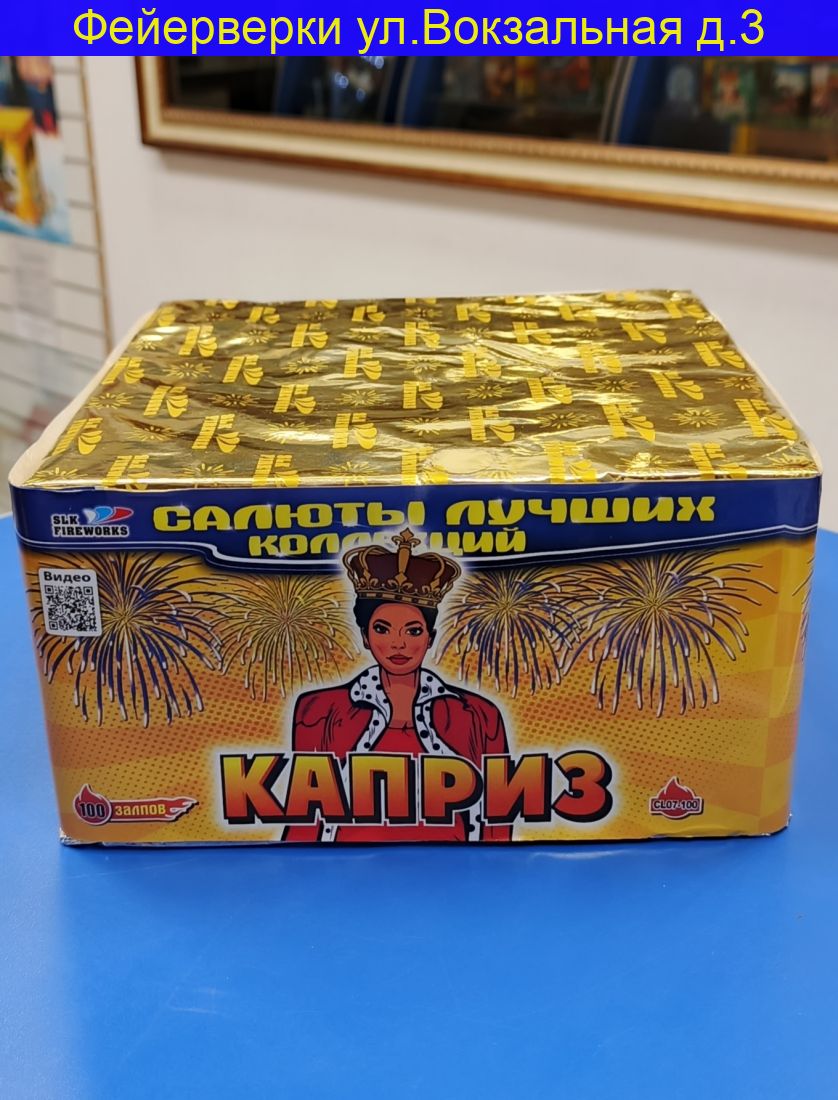 Фейерверки ул.Вокзальная д.3
SLK
FIREWORKS
САЛЮТЫ ЛУЧШИХ
Видео
100 ЗАЛПОВ
КАПРИЗ
CL07-100